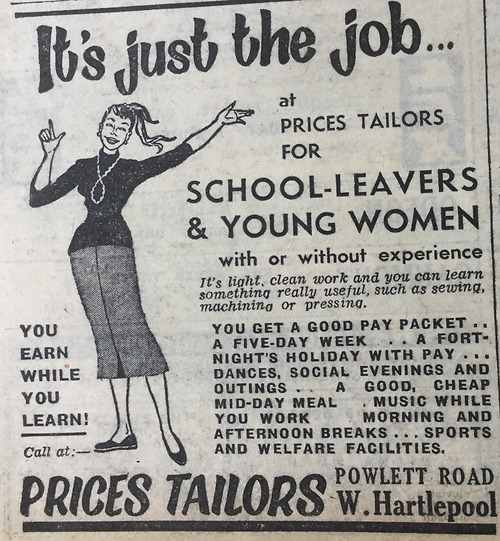 It's just the job...
at
PRICES TAILORS
FOR
SCHOOL-LEAVERS
& YOUNG WOMEN
with or without experience
It's light, clean work and you can learn
something really useful, such as sewing,
machining or pressing.
YOU
EARN
WHILE
YOU
LEARN!
Call at:—
YOU GET A GOOD PAY PACKET ..
A FIVE-DAY WEEK ... A FORT-
NIGHT'S HOLIDAY WITH PAY ...
DANCES, SOCIAL EVENINGS AND
OUTINGS .. A GOOD, CHEAP
MID-DAY MEAL . MUSIC WHILE
YOU WORK MORNING AND
AFTERNOON BREAKS ... SPORTS
AND WELFARE FACILITIES.
PRICES TAILORS POWLETT ROAD
W. Hartlepool